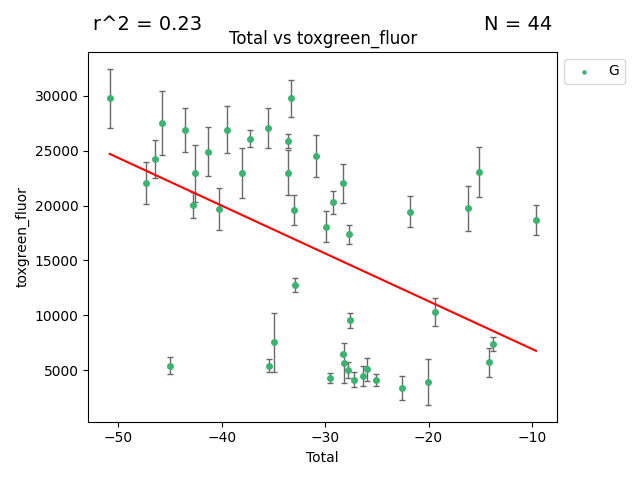 r^2 = 0.23
N = 44
Total vs toxgreen_fluor
G
30000
25000
20000
15000
10000
5000
toxgreen_fluor
−50
−40
−30
−20
−10
Total